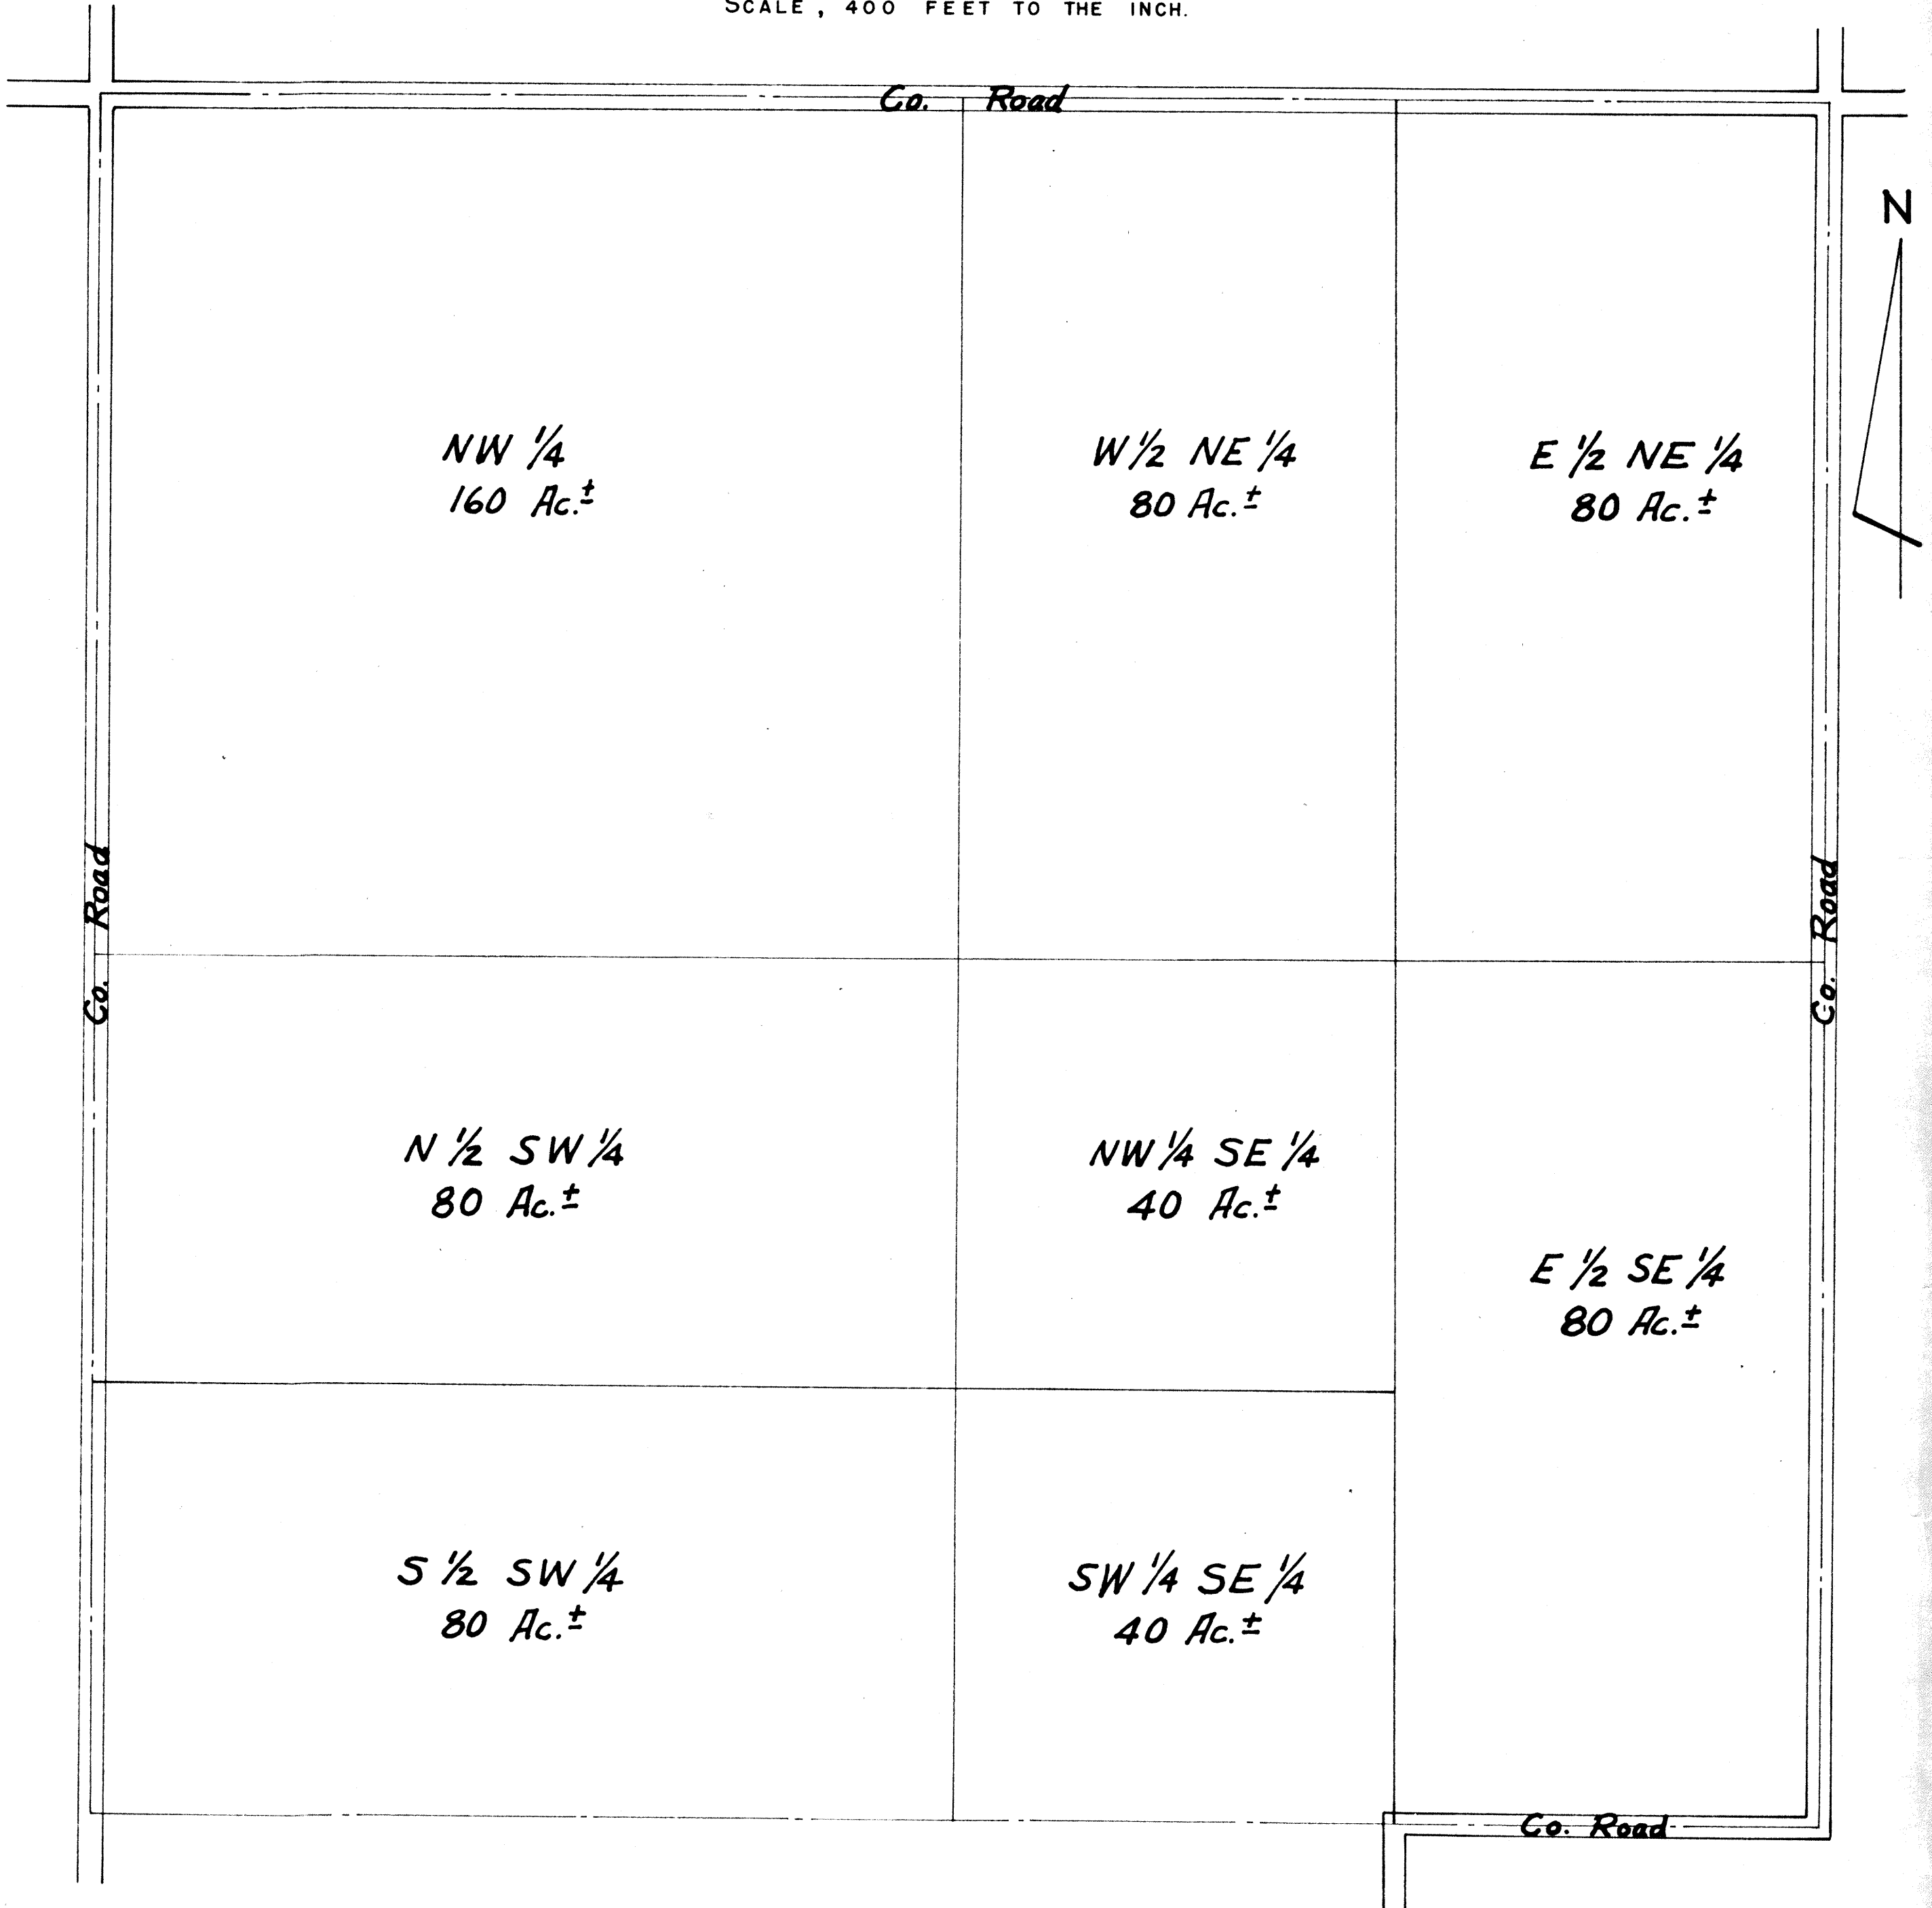 SCALE, 400 FEET TO THE INCH.
Co. Road
N
NW 1/4
160 Ac.±
W 1/2 NE 1/4
80 Ac.±
E 1/2 NE 1/4
80 Ac.±
Co. Road
Co. Road
N 1/2 SW 1/4
80 Ac.±
NW 1/4 SE 1/4
40 Ac.±
E 1/2 SE 1/4
80 Ac.±
S 1/2 SW 1/4
80 Ac.±
SW 1/4 SE 1/4
40 Ac.±
Co. Road